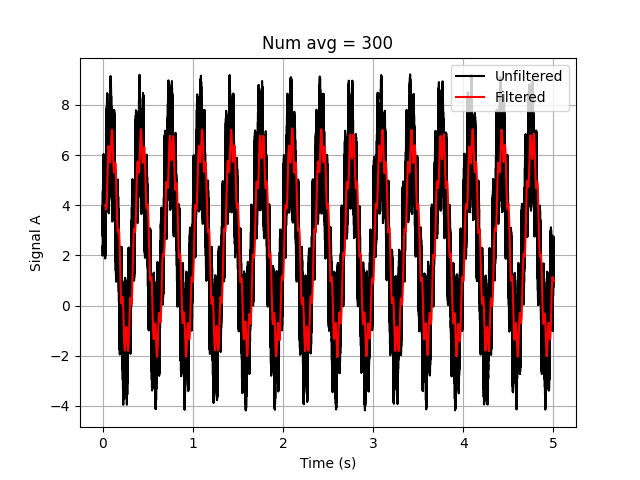 Num avg = 300
Unfiltered
Filtered
Signal A
8
6
4
2
0
−2
−4
0 1 2 3 4 5
Time (s)